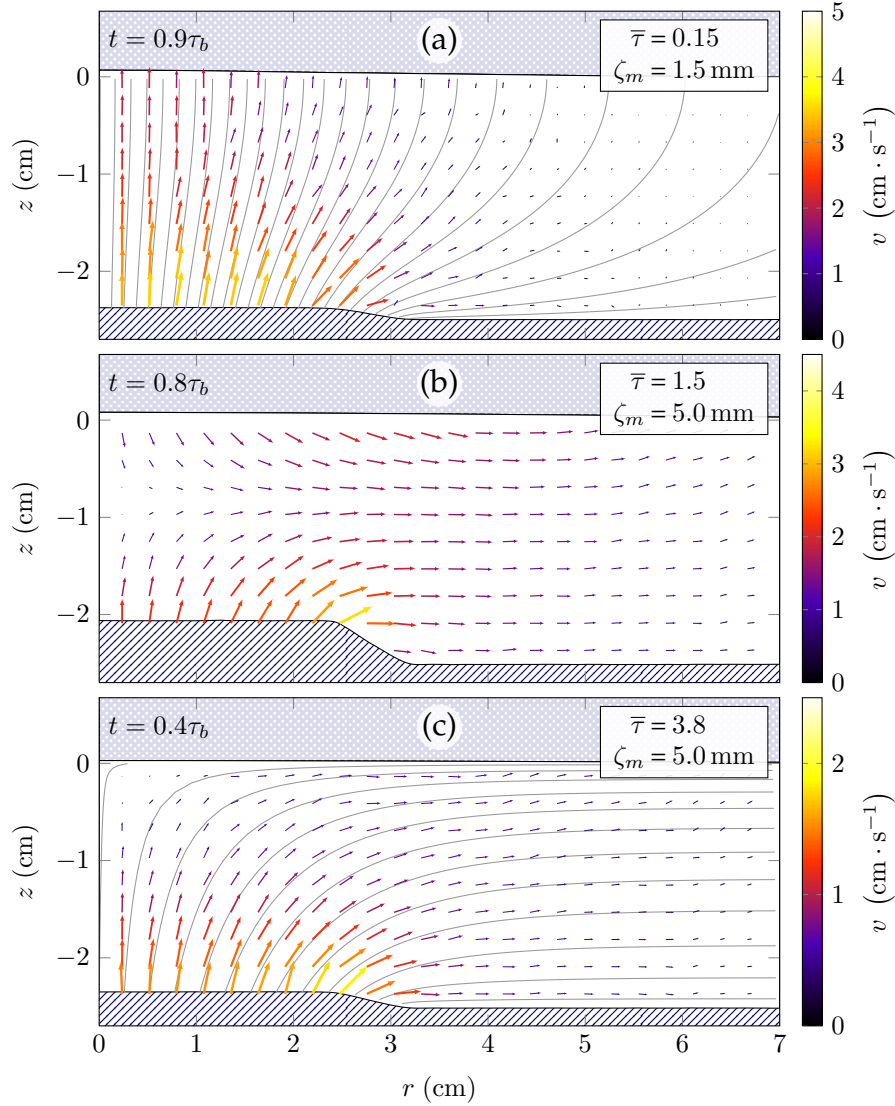 t = 0.9τ_b
(a)
τ̅ = 0.15
ζ_m = 1.5 mm
0
−1
−2
z (cm)
5
4
3
2
1
0
v (cm · s⁻¹)
t = 0.8τ_b
(b)
τ̅ = 1.5
ζ_m = 5.0 mm
0
−1
−2
z (cm)
4
3
2
1
0
v (cm · s⁻¹)
t = 0.4τ_b
(c)
τ̅ = 3.8
ζ_m = 5.0 mm
0
−1
−2
z (cm)
2
1
0
v (cm · s⁻¹)
0 1 2 3 4 5 6 7
r (cm)